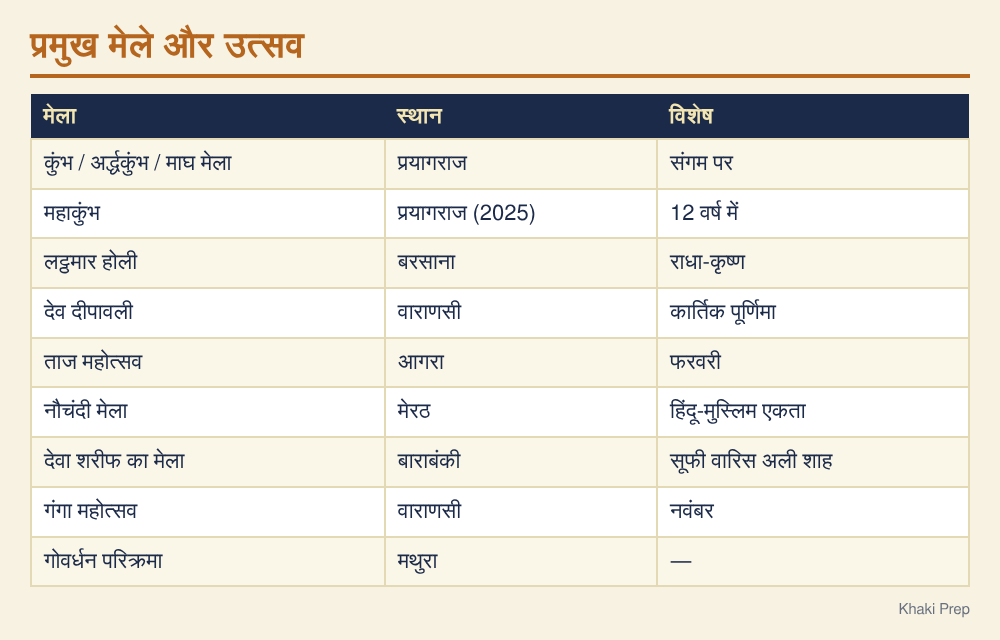 प्रमुख मेले और उत्सव
मेला स्थान विशेष
कुंभ / अर्द्धकुंभ / माघ मेला प्रयागराज संगम पर
महाकुंभ प्रयागराज (2025) 12 वर्ष में
लट्ठमार होली बरसाना राधा-कृष्ण
देव दीपावली वाराणसी कार्तिक पूर्णिमा
ताज महोत्सव आगरा फरवरी
नौचंदी मेला मेरठ हिंदू-मुस्लिम एकता
देवा शरीफ का मेला बाराबंकी सूफी वारिस अली शाह
गंगा महोत्सव वाराणसी नवंबर
गोवर्धन परिक्रमा मथुरा —
Khaki Prep